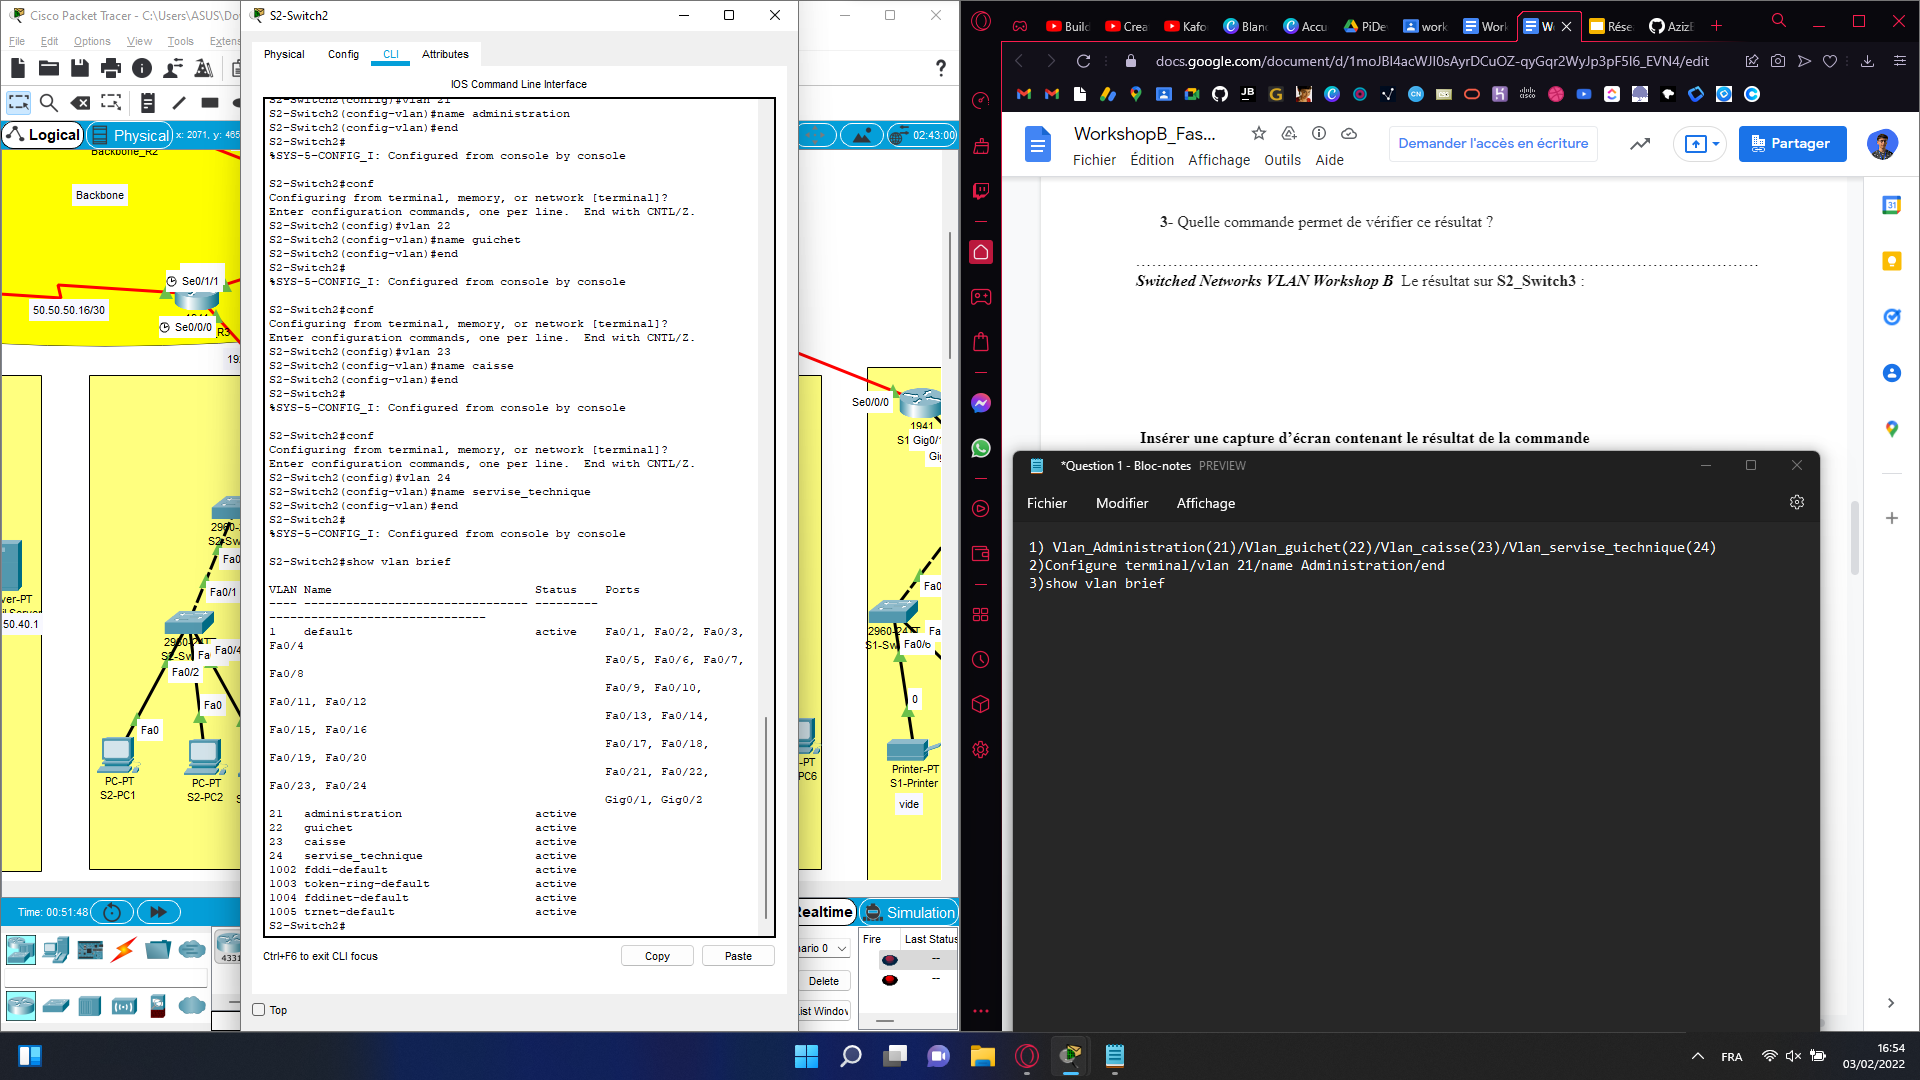 Cisco Packet Tracer - C:\Users\ASUS\Do
File Edit Options View Tools Extens
Logical
Physical
x: 2071, y: 465
Backbone_R2
Backbone
Se0/1/1
50.50.50.16/30
1941
Se0/0/0
R3
19
ver-PT
il Server
50.40.1
2960-
S2-Sw
Fa0
Fa0/1
2960-24TT
S2-Sw
Fa
Fa0/4
Fa0/2
Fa0
Fa0
PC-PT
S2-PC1
PC-PT
S2-PC2
S
Time: 00:51:48
4331
S2-Switch2
Physical Config CLI Attributes
IOS Command Line Interface
S2-Switch2(config)#vlan 21
S2-Switch2(config-vlan)#name administration
S2-Switch2(config-vlan)#end
S2-Switch2#
%SYS-5-CONFIG_I: Configured from console by console
S2-Switch2#conf
Configuring from terminal, memory, or network [terminal]?
Enter configuration commands, one per line.  End with CNTL/Z.
S2-Switch2(config)#vlan 22
S2-Switch2(config-vlan)#name guichet
S2-Switch2(config-vlan)#end
S2-Switch2#
%SYS-5-CONFIG_I: Configured from console by console
S2-Switch2#conf
Configuring from terminal, memory, or network [terminal]?
Enter configuration commands, one per line.  End with CNTL/Z.
S2-Switch2(config)#vlan 23
S2-Switch2(config-vlan)#name caisse
S2-Switch2(config-vlan)#end
S2-Switch2#
%SYS-5-CONFIG_I: Configured from console by console
S2-Switch2#conf
Configuring from terminal, memory, or network [terminal]?
Enter configuration commands, one per line.  End with CNTL/Z.
S2-Switch2(config)#vlan 24
S2-Switch2(config-vlan)#name servise_technique
S2-Switch2(config-vlan)#end
S2-Switch2#
%SYS-5-CONFIG_I: Configured from console by console
S2-Switch2#show vlan brief
VLAN Name Status Ports
---- -------------------------------- ---------
-------------------------------
1 default active Fa0/1, Fa0/2, Fa0/3,
Fa0/4
Fa0/5, Fa0/6, Fa0/7,
Fa0/8
Fa0/9, Fa0/10,
Fa0/11, Fa0/12
Fa0/13, Fa0/14,
Fa0/15, Fa0/16
Fa0/17, Fa0/18,
Fa0/19, Fa0/20
Fa0/21, Fa0/22,
Fa0/23, Fa0/24
Gig0/1, Gig0/2
21 administration active
22 guichet active
23 caisse active
24 servise_technique active
1002 fddi-default active
1003 token-ring-default active
1004 fddinet-default active
1005 trnet-default active
S2-Switch2#
Ctrl+F6 to exit CLI focus
Copy
Paste
Top
?
02:43:00
Se0/0/0
1941
S1 Gig0/
Gi
Fa0
2960-24TT
S1-Sw
Fa
Fa0/6
0
-PT
PC6
Printer-PT
S1-Printer
vide
Realtime
Simulation
nario 0
Delete
ist Windov
Fire Last Status
--
--
Build
Crea
Kafo
Blan
Accu
PiDe
work
Work
W
Rése
Aziz
docs.google.com/document/d/1moJBI4acWJI0sAyrDCuOZ-qyGqr2WyJp3pF5I6_EVN4/edit
WorkshopB_Fas...
Fichier Édition Affichage Outils Aide
Demander l'accès en écriture
Partager
31
3- Quelle commande permet de vérifier ce résultat ?
Switched Networks VLAN Workshop B Le résultat sur S2_Switch3 :
Insérer une capture d'écran contenant le résultat de la commande
*Question 1 - Bloc-notes PREVIEW
Fichier Modifier Affichage
1) Vlan_Administration(21)/Vlan_guichet(22)/Vlan_caisse(23)/Vlan_servise_technique(24)
2)Configure terminal/vlan 21/name Administration/end
3)show vlan brief
FRA
16:54
03/02/2022